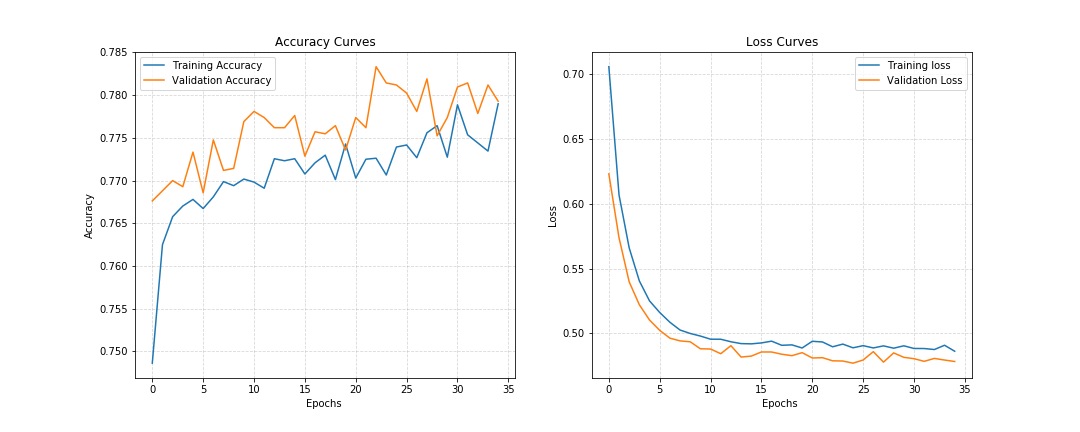 Accuracy Curves
Training Accuracy
Validation Accuracy
0.785
0.780
0.775
0.770
0.765
0.760
0.755
0.750
Accuracy
0 5 10 15 20 25 30 35
Epochs
Loss Curves
Training loss
Validation Loss
0.70
0.65
0.60
0.55
0.50
Loss
0 5 10 15 20 25 30 35
Epochs